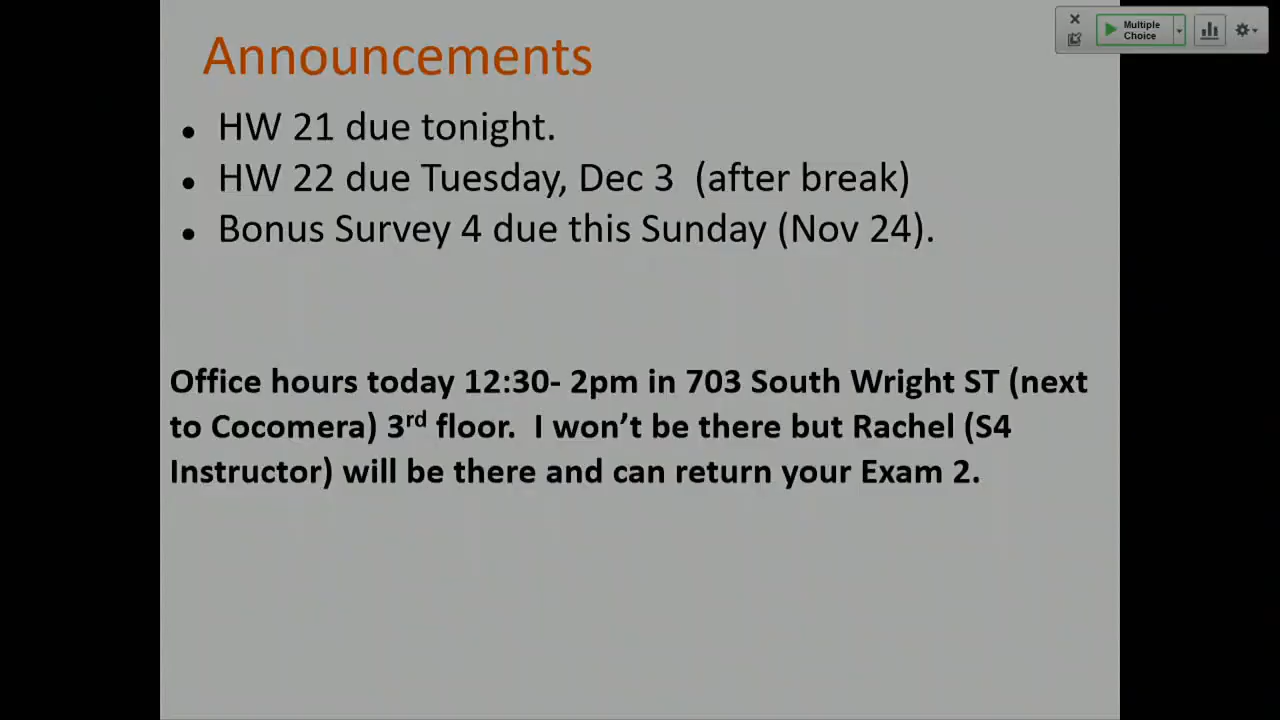 Announcements
Multiple
Choice
• HW 21 due tonight.
• HW 22 due Tuesday, Dec 3  (after break)
• Bonus Survey 4 due this Sunday (Nov 24).
Office hours today 12:30- 2pm in 703 South Wright ST (next
to Cocomera) 3rd floor.  I won’t be there but Rachel (S4
Instructor) will be there and can return your Exam 2.